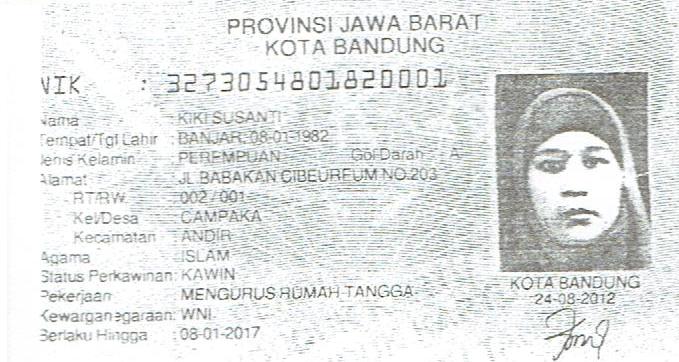 PROVINSI JAWA BARAT
KOTA BANDUNG
NIK : 3273054801820001
Nama : KIKI SUSANTI
Tempat/Tgl Lahir : BANJAR, 08-01-1982
Jenis Kelamin : PEREMPUAN Gol Darah : A
Alamat : JL BABAKAN CIBEUREUM NO.203
RT/RW : 002 / 001
Kel/Desa : CAMPAKA
Kecamatan : ANDIR
Agama : ISLAM
Status Perkawinan: KAWIN
Pekerjaan : MENGURUS RUMAH TANGGA
Kewarganegaraan: WNI
Berlaku Hingga : 08-01-2017
KOTA BANDUNG
24-08-2012